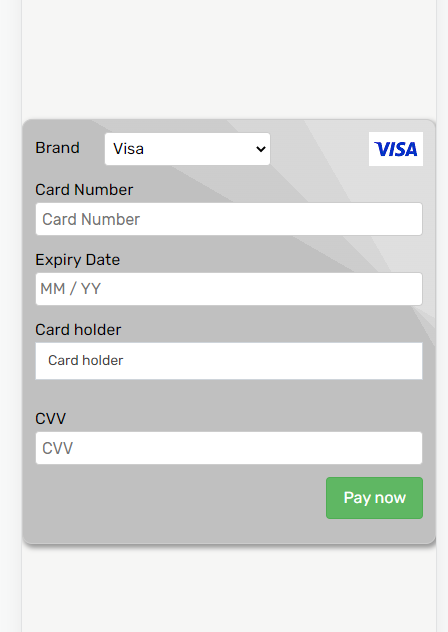 Brand Visa VISA
Card Number
Card Number
Expiry Date
MM / YY
Card holder
Card holder
CVV
CVV
Pay now